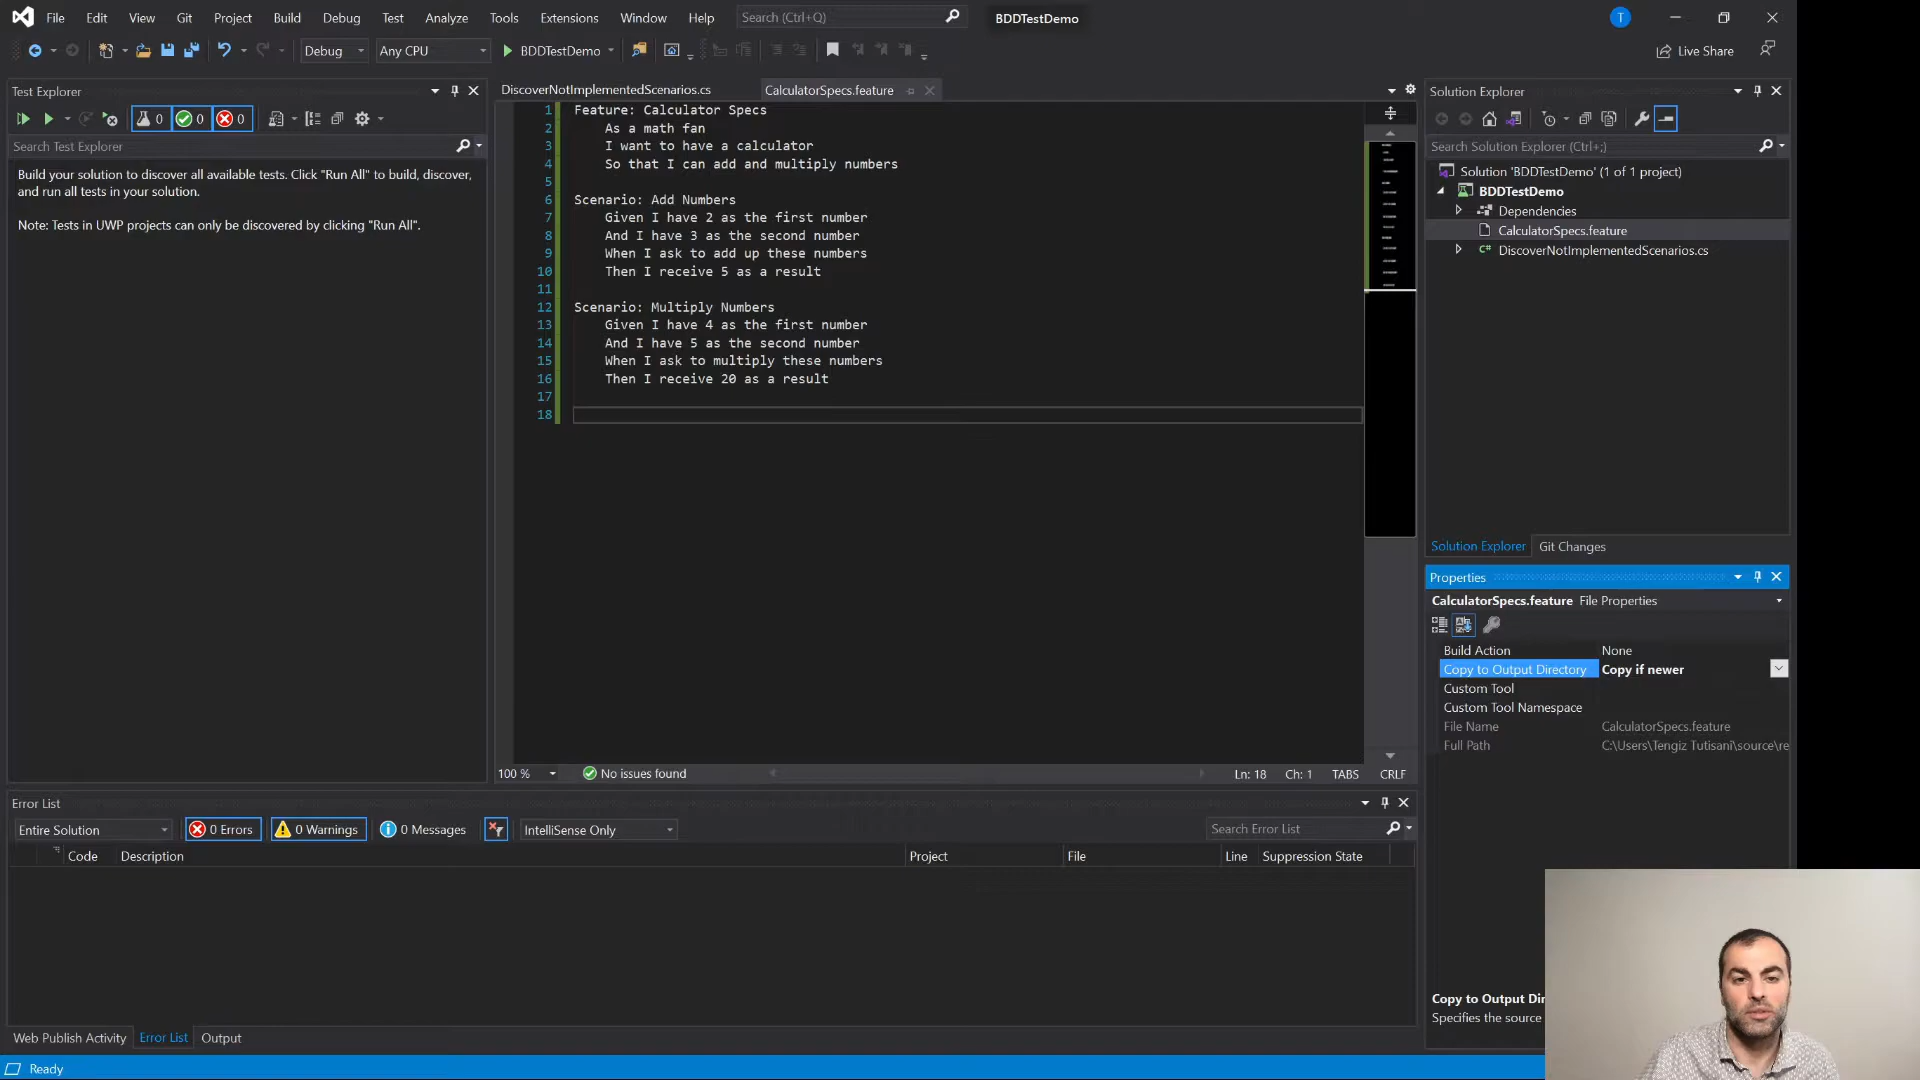 File Edit View Git Project Build Debug Test Analyze Tools Extensions Window Help Search (Ctrl+Q) BDDTestDemo T
Debug Any CPU BDDTestDemo Live Share
Test Explorer
0 0 0
Search Test Explorer
Build your solution to discover all available tests. Click "Run All" to build, discover,
and run all tests in your solution.
Note: Tests in UWP projects can only be discovered by clicking "Run All".
DiscoverNotImplementedScenarios.cs CalculatorSpecs.feature
1 Feature: Calculator Specs
2 As a math fan
3 I want to have a calculator
4 So that I can add and multiply numbers
5
6 Scenario: Add Numbers
7 Given I have 2 as the first number
8 And I have 3 as the second number
9 When I ask to add up these numbers
10 Then I receive 5 as a result
11
12 Scenario: Multiply Numbers
13 Given I have 4 as the first number
14 And I have 5 as the second number
15 When I ask to multiply these numbers
16 Then I receive 20 as a result
17
18
100 % No issues found Ln: 18 Ch: 1 TABS CRLF
Solution Explorer
Search Solution Explorer (Ctrl+;)
Solution 'BDDTestDemo' (1 of 1 project)
BDDTestDemo
Dependencies
CalculatorSpecs.feature
C# DiscoverNotImplementedScenarios.cs
Solution Explorer Git Changes
Properties
CalculatorSpecs.feature File Properties
Build Action None
Copy to Output Directory Copy if newer
Custom Tool
Custom Tool Namespace
File Name CalculatorSpecs.feature
Full Path C:\Users\Tengiz Tutisani\source\re
Copy to Output Dir
Specifies the source
Error List
Entire Solution 0 Errors 0 Warnings 0 Messages IntelliSense Only Search Error List
Code Description Project File Line Suppression State
Web Publish Activity Error List Output
Ready